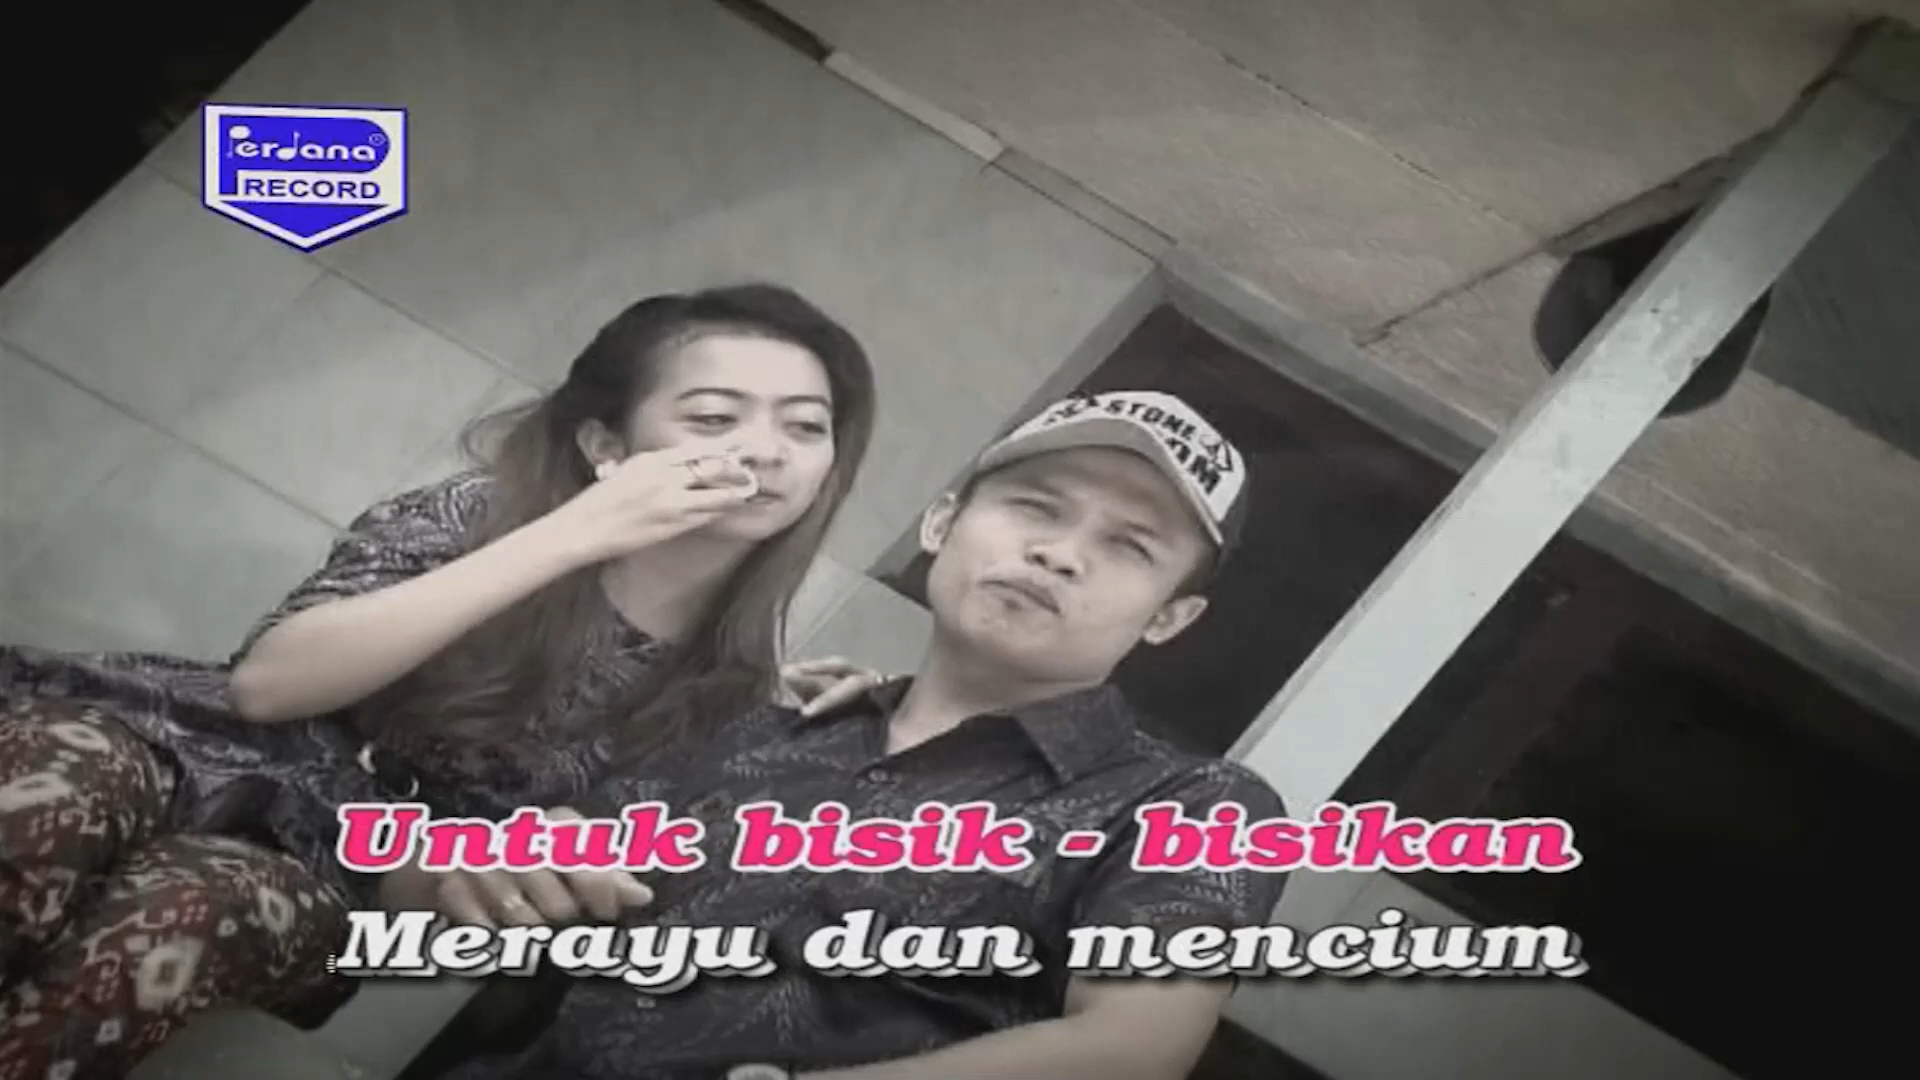 Perdana
RECORD
STONE
Untuk bisik - bisikan
Merayu dan mencium